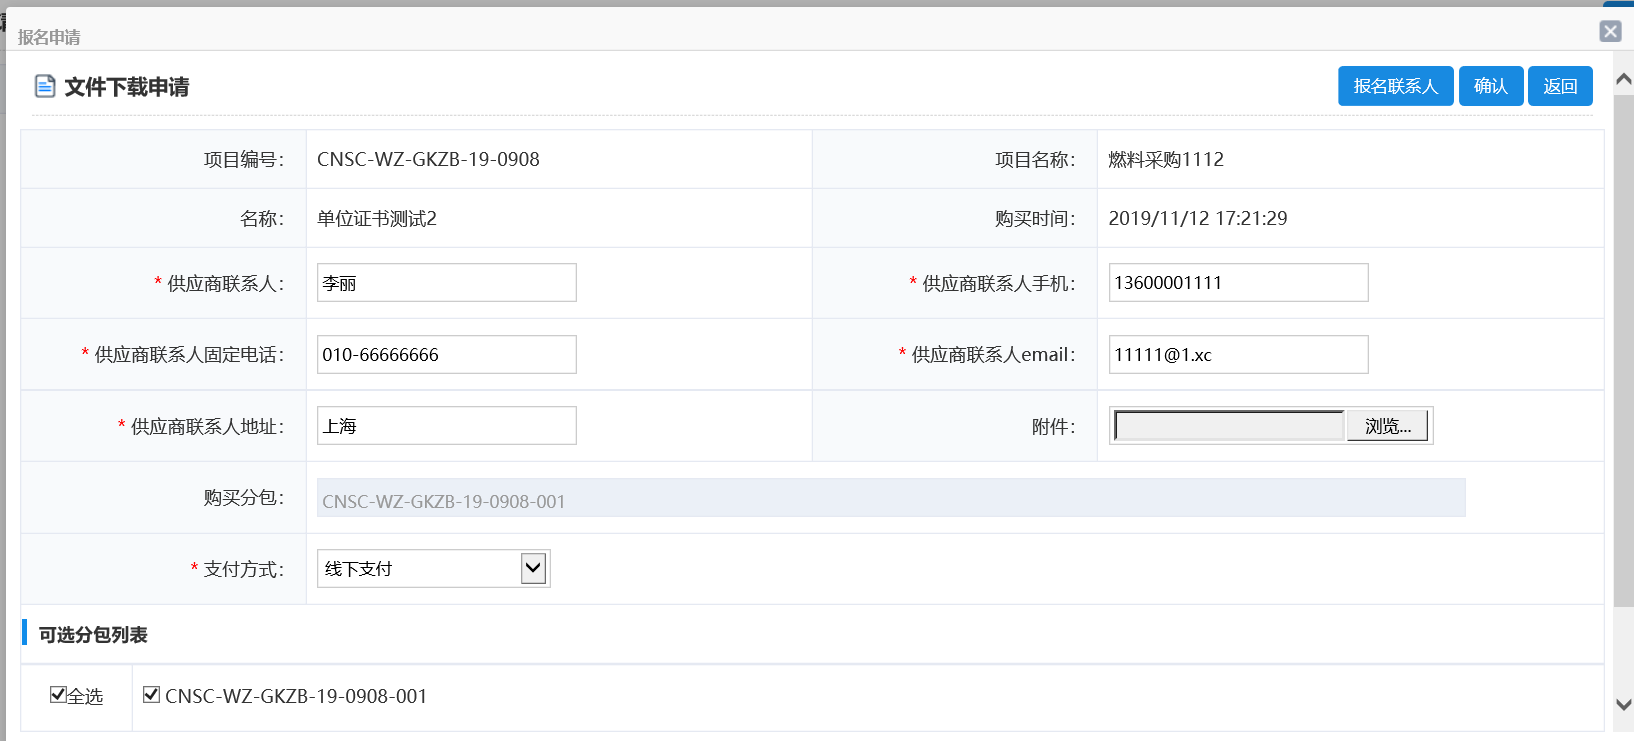 报名申请
文件下载申请
报名联系人 确认 返回
项目编号： CNSC-WZ-GKZB-19-0908 项目名称： 燃料采购1112
名称： 单位证书测试2 购买时间： 2019/11/12 17:21:29
* 供应商联系人： 李丽 * 供应商联系人手机： 13600001111
* 供应商联系人固定电话： 010-66666666 * 供应商联系人email： 11111@1.xc
* 供应商联系人地址： 上海 附件： 浏览...
购买分包： CNSC-WZ-GKZB-19-0908-001
* 支付方式： 线下支付
可选分包列表
全选 CNSC-WZ-GKZB-19-0908-001